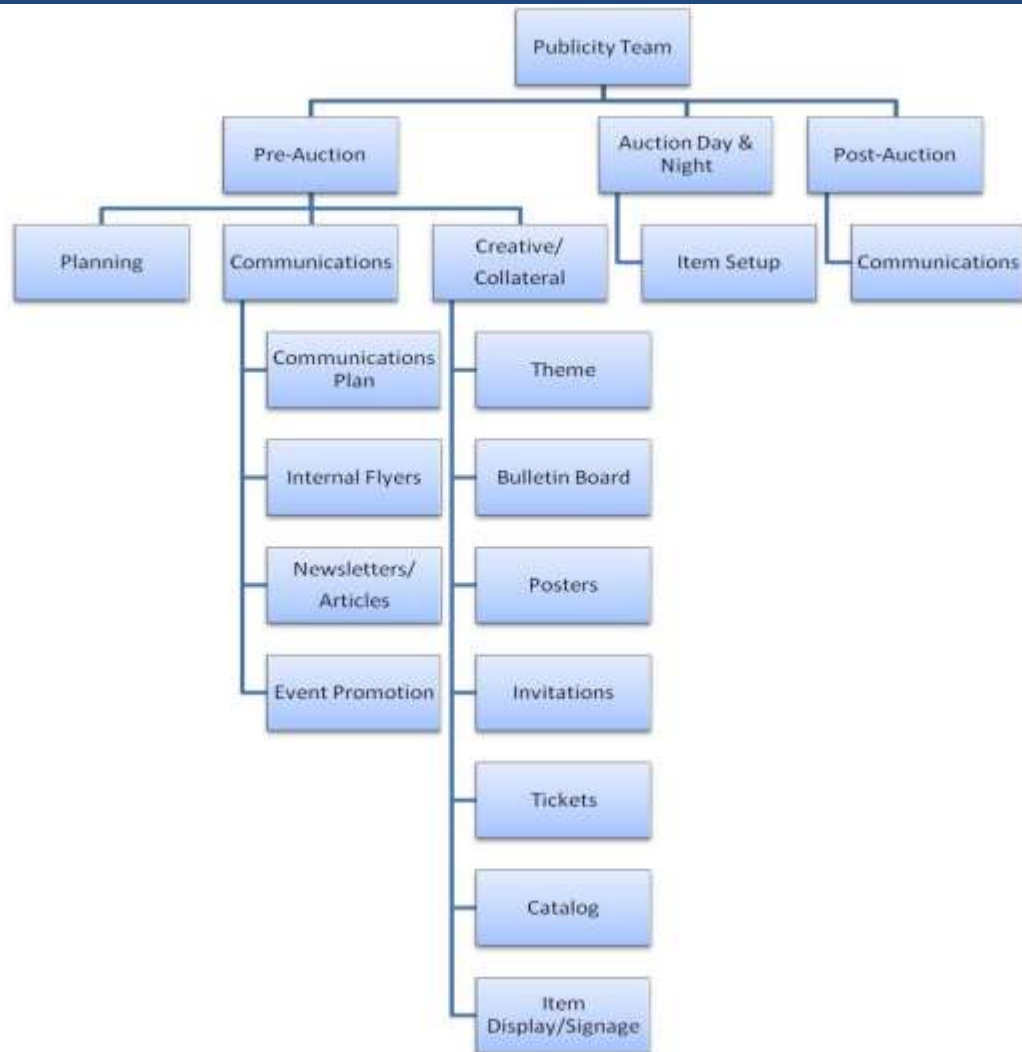 Publicity Team
Pre-Auction
Auction Day &
Night
Post-Auction
Planning
Communications
Creative/
Collateral
Item Setup
Communications
Communications
Plan
Theme
Internal Flyers
Bulletin Board
Newsletters/
Articles
Posters
Event Promotion
Invitations
Tickets
Catalog
Item
Display/Signage